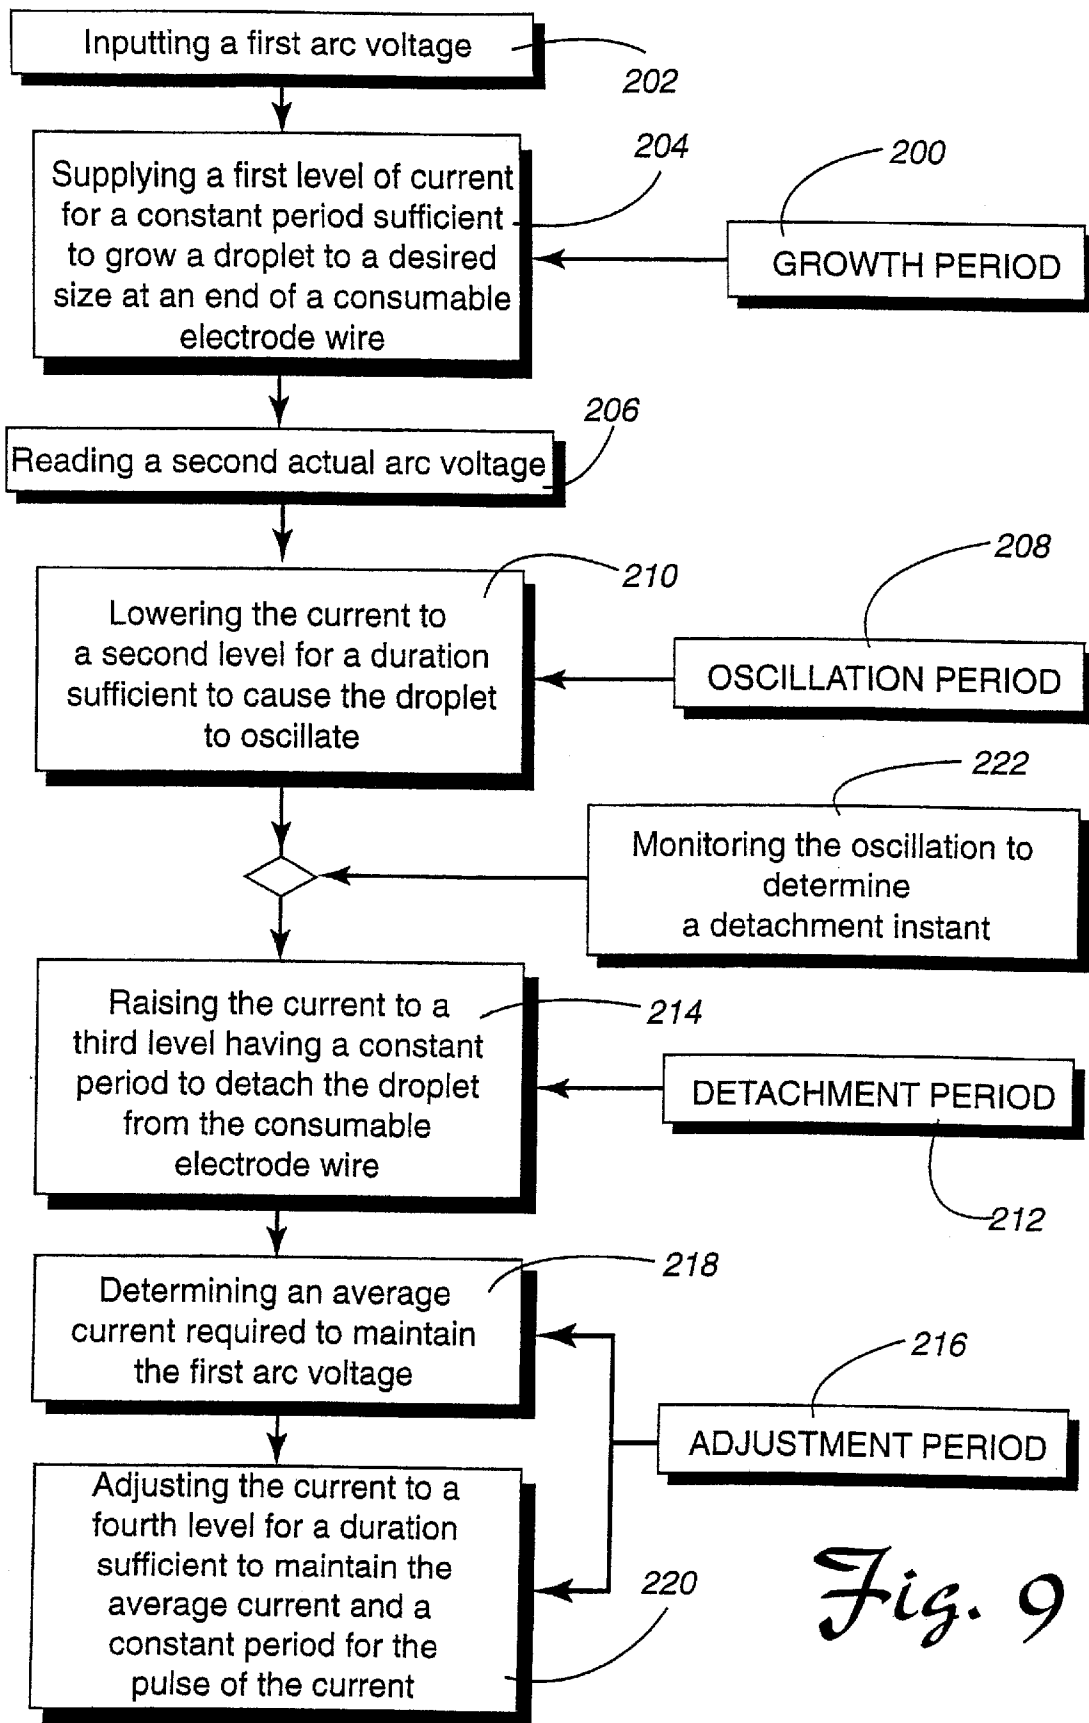 Inputting a first arc voltage
202
Supplying a first level of current
for a constant period sufficient
to grow a droplet to a desired
size at an end of a consumable
electrode wire
204
200
GROWTH PERIOD
206
Reading a second actual arc voltage
208
210
Lowering the current to
a second level for a duration
sufficient to cause the droplet
to oscillate
OSCILLATION PERIOD
222
Monitoring the oscillation to
determine
a detachment instant
Raising the current to a
third level having a constant
period to detach the droplet
from the consumable
electrode wire
214
DETACHMENT PERIOD
212
218
Determining an average
current required to maintain
the first arc voltage
216
ADJUSTMENT PERIOD
Adjusting the current to a
fourth level for a duration
sufficient to maintain the
average current and a
constant period for the
pulse of the current
220
Fig. 9